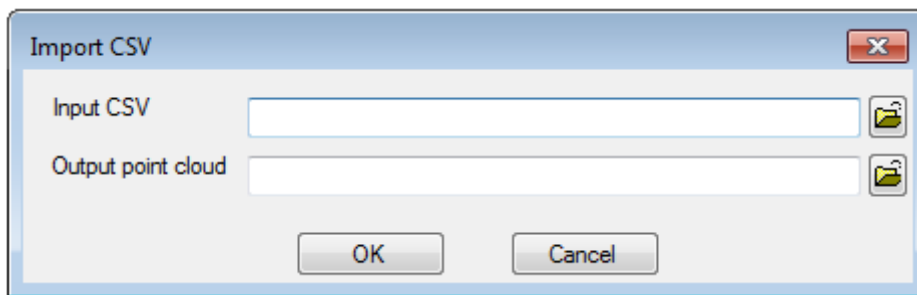 Import CSV
Input CSV
Output point cloud
OK Cancel